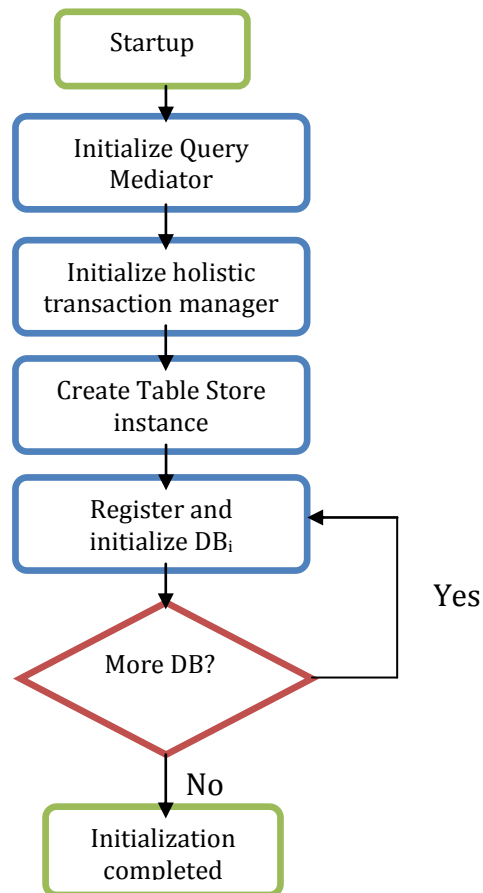 Startup
Initialize Query
Mediator
Initialize holistic
transaction manager
Create Table Store
instance
Register and
initialize DBᵢ
Yes
More DB?
No
Initialization
completed